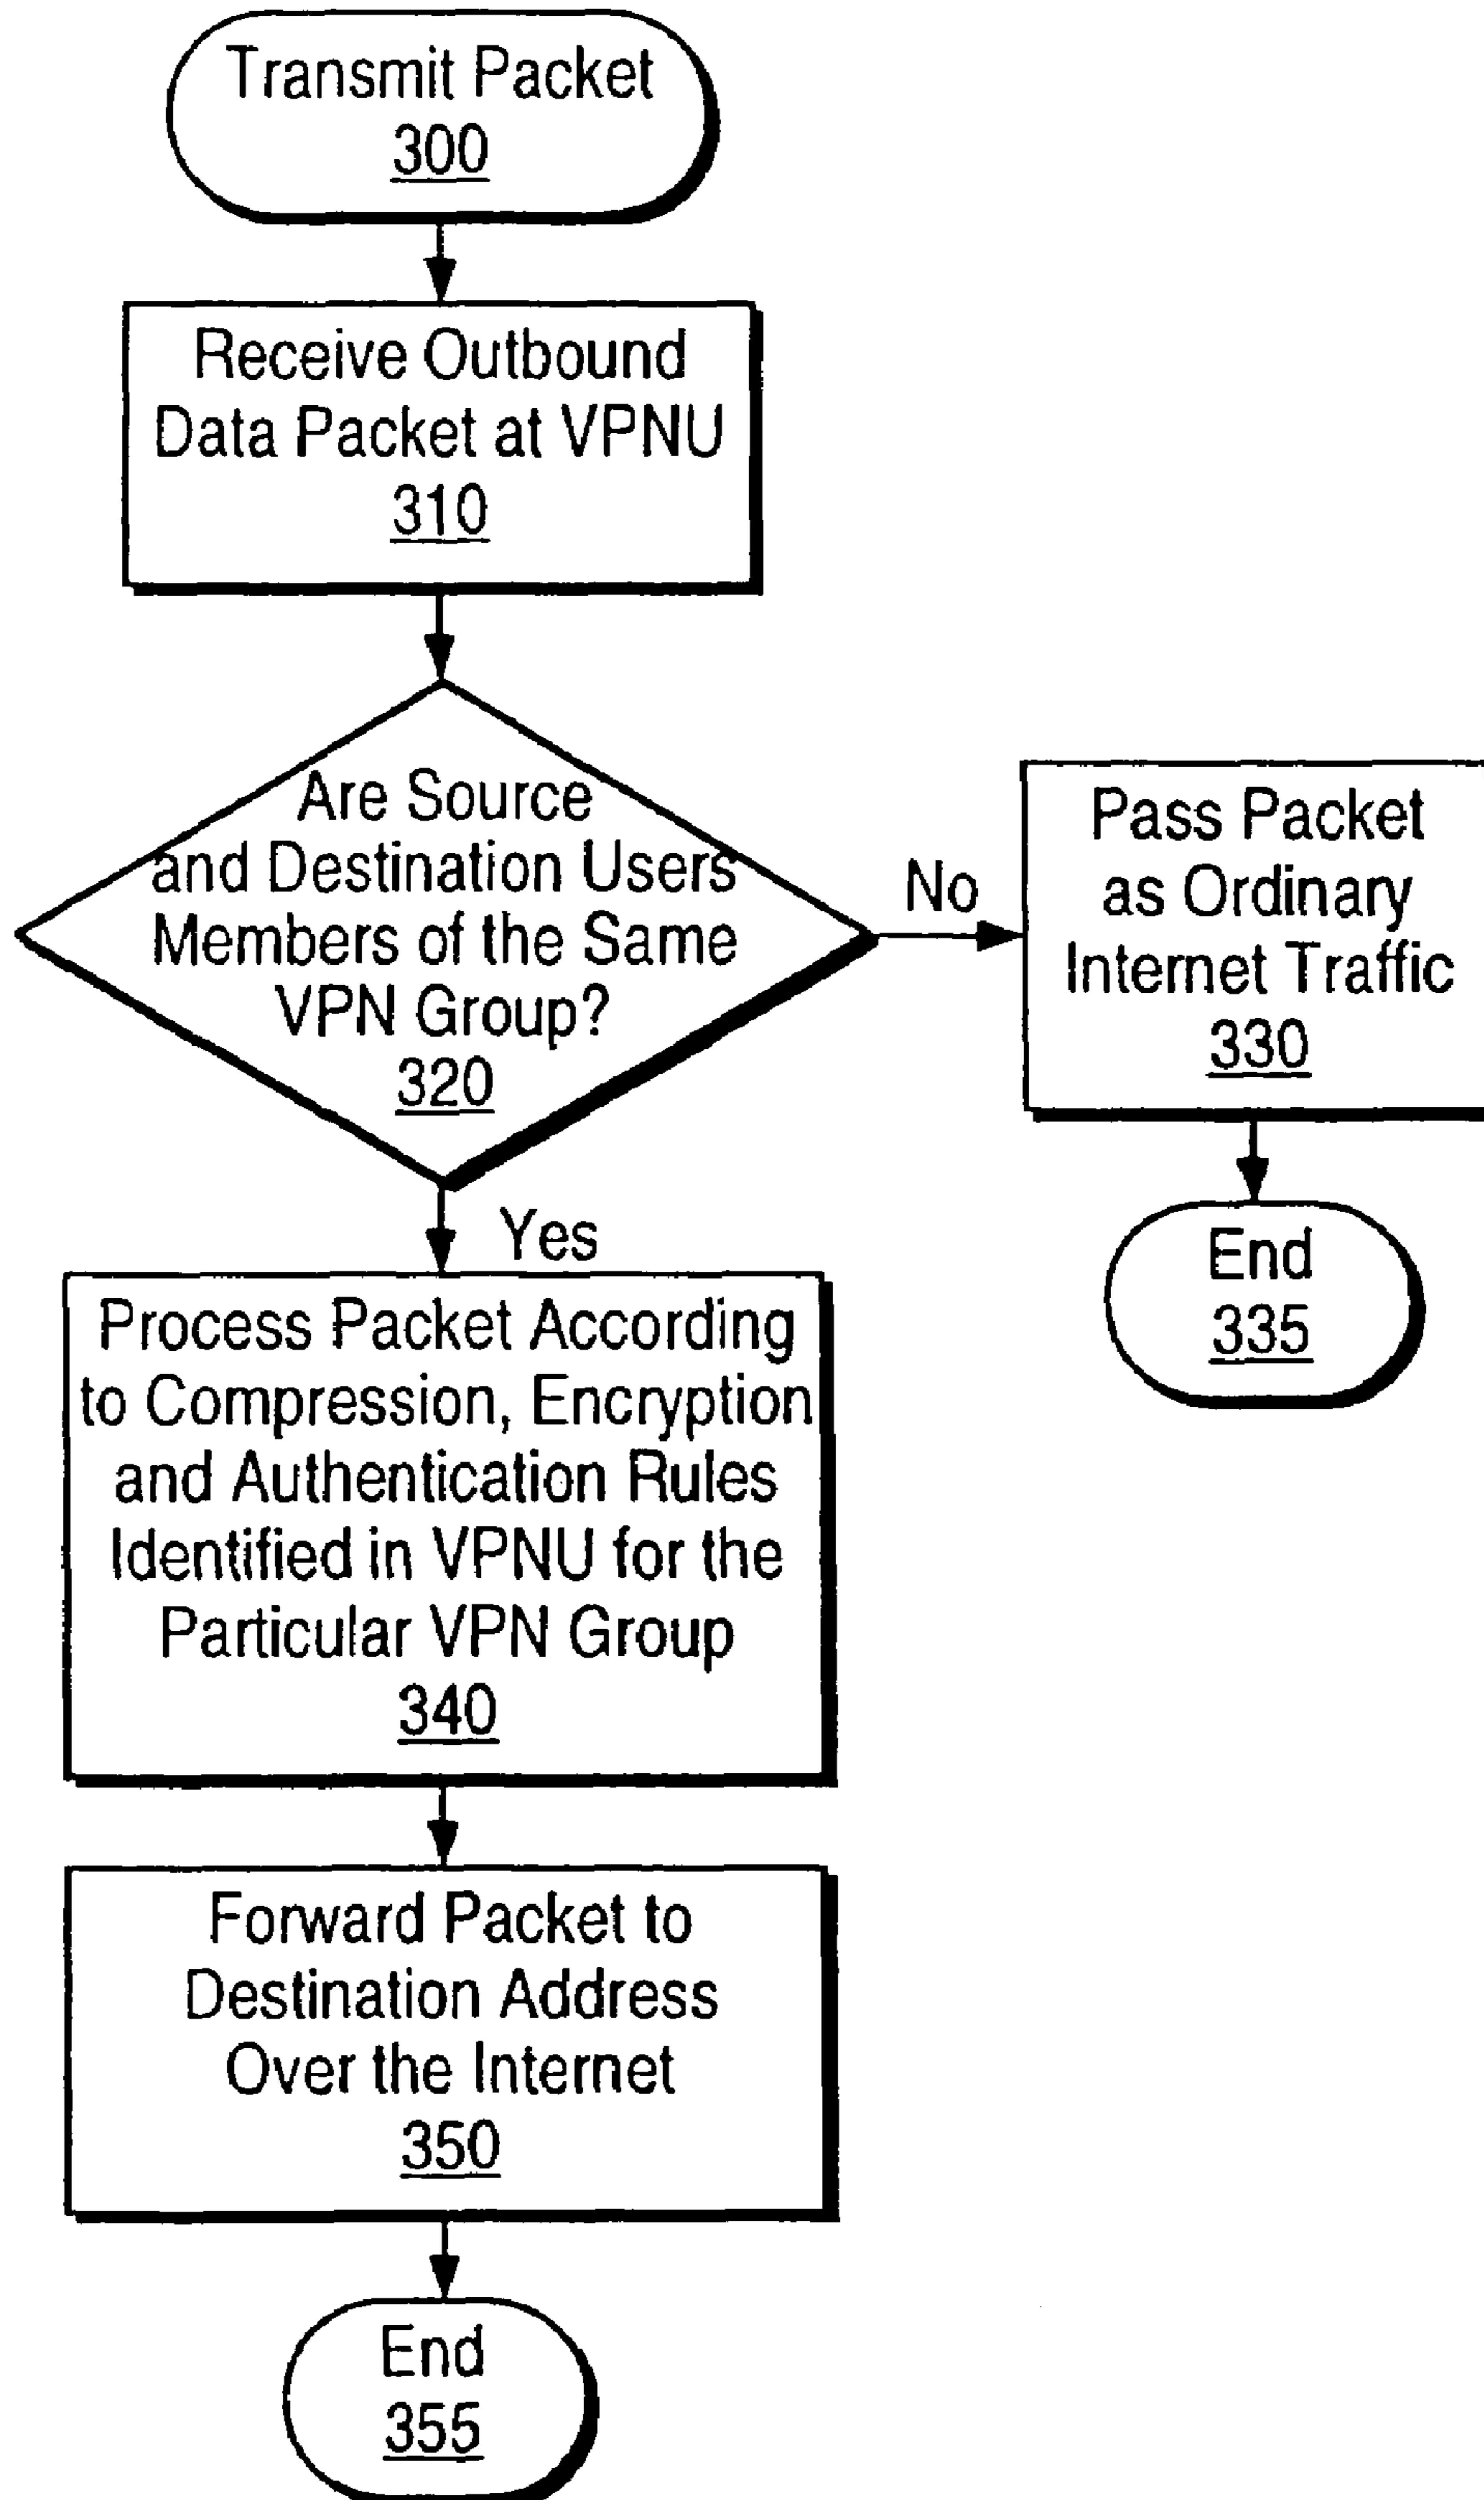 Transmit Packet
300
Receive Outbound
Data Packet at VPNU
310
Are Source
and Destination Users
Members of the Same
VPN Group?
320
No
Pass Packet
as Ordinary
Internet Traffic
330
End
335
Yes
Process Packet According
to Compression, Encryption
and Authentication Rules
Identified in VPNU for the
Particular VPN Group
340
Forward Packet to
Destination Address
Over the Internet
350
End
355